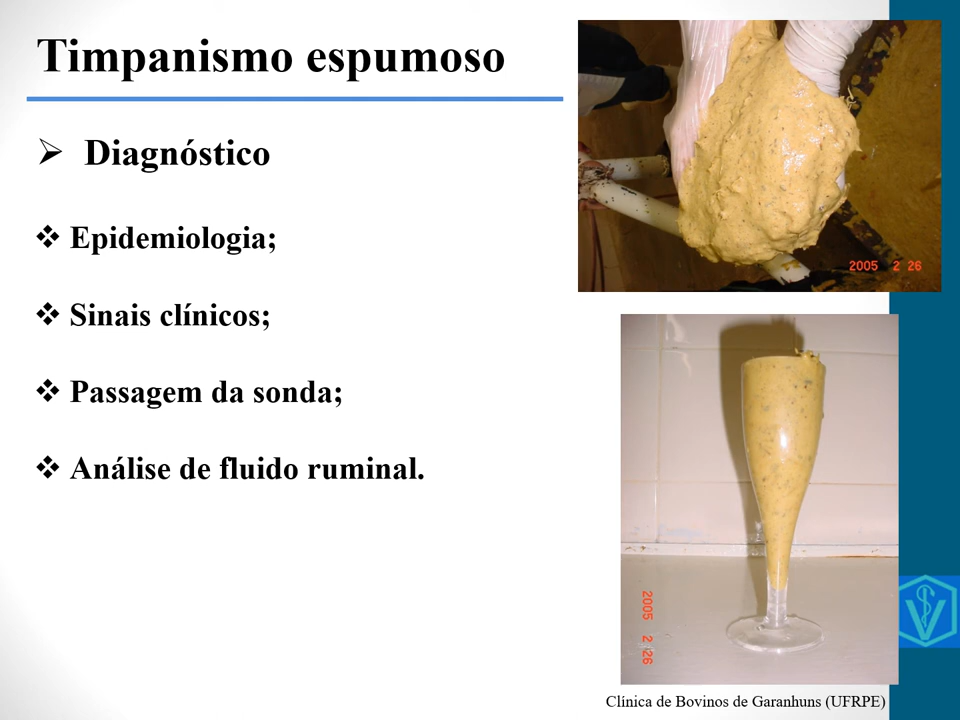 Timpanismo espumoso
Diagnóstico
Epidemiologia;
Sinais clínicos;
Passagem da sonda;
Análise de fluido ruminal.
2005 2 26
2005 2 26
Clínica de Bovinos de Garanhuns (UFRPE)
V